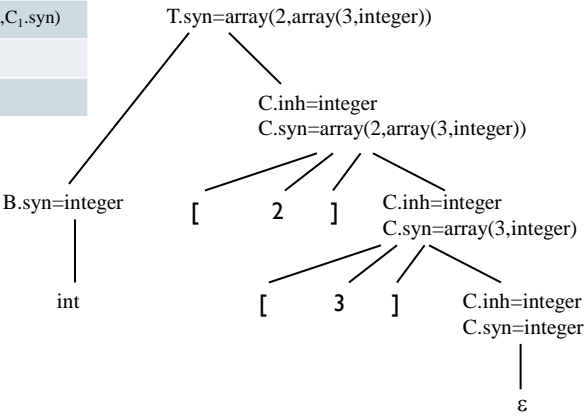 ,C₁.syn)
T.syn=array(2,array(3,integer))
C.inh=integer
C.syn=array(2,array(3,integer))
B.syn=integer
[ 2 ]
C.inh=integer
C.syn=array(3,integer)
int
[ 3 ]
C.inh=integer
C.syn=integer
ε